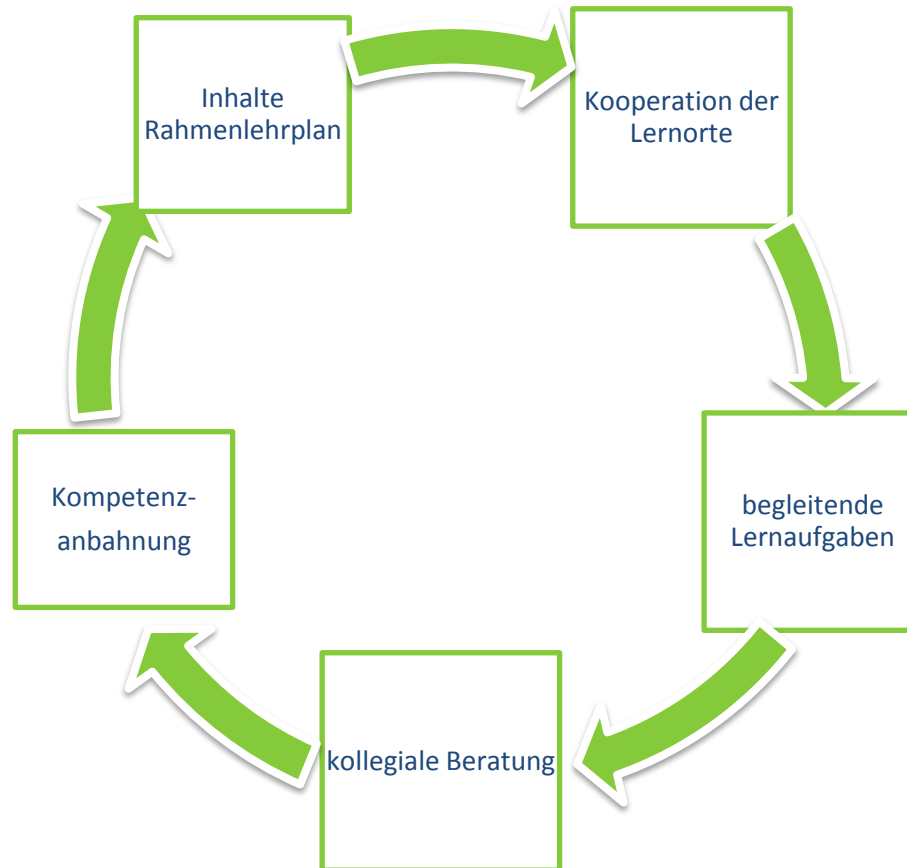 Inhalte
Rahmenlehrplan
Kooperation der
Lernorte
begleitende
Lernaufgaben
kollegiale Beratung
Kompetenz-
anbahnung